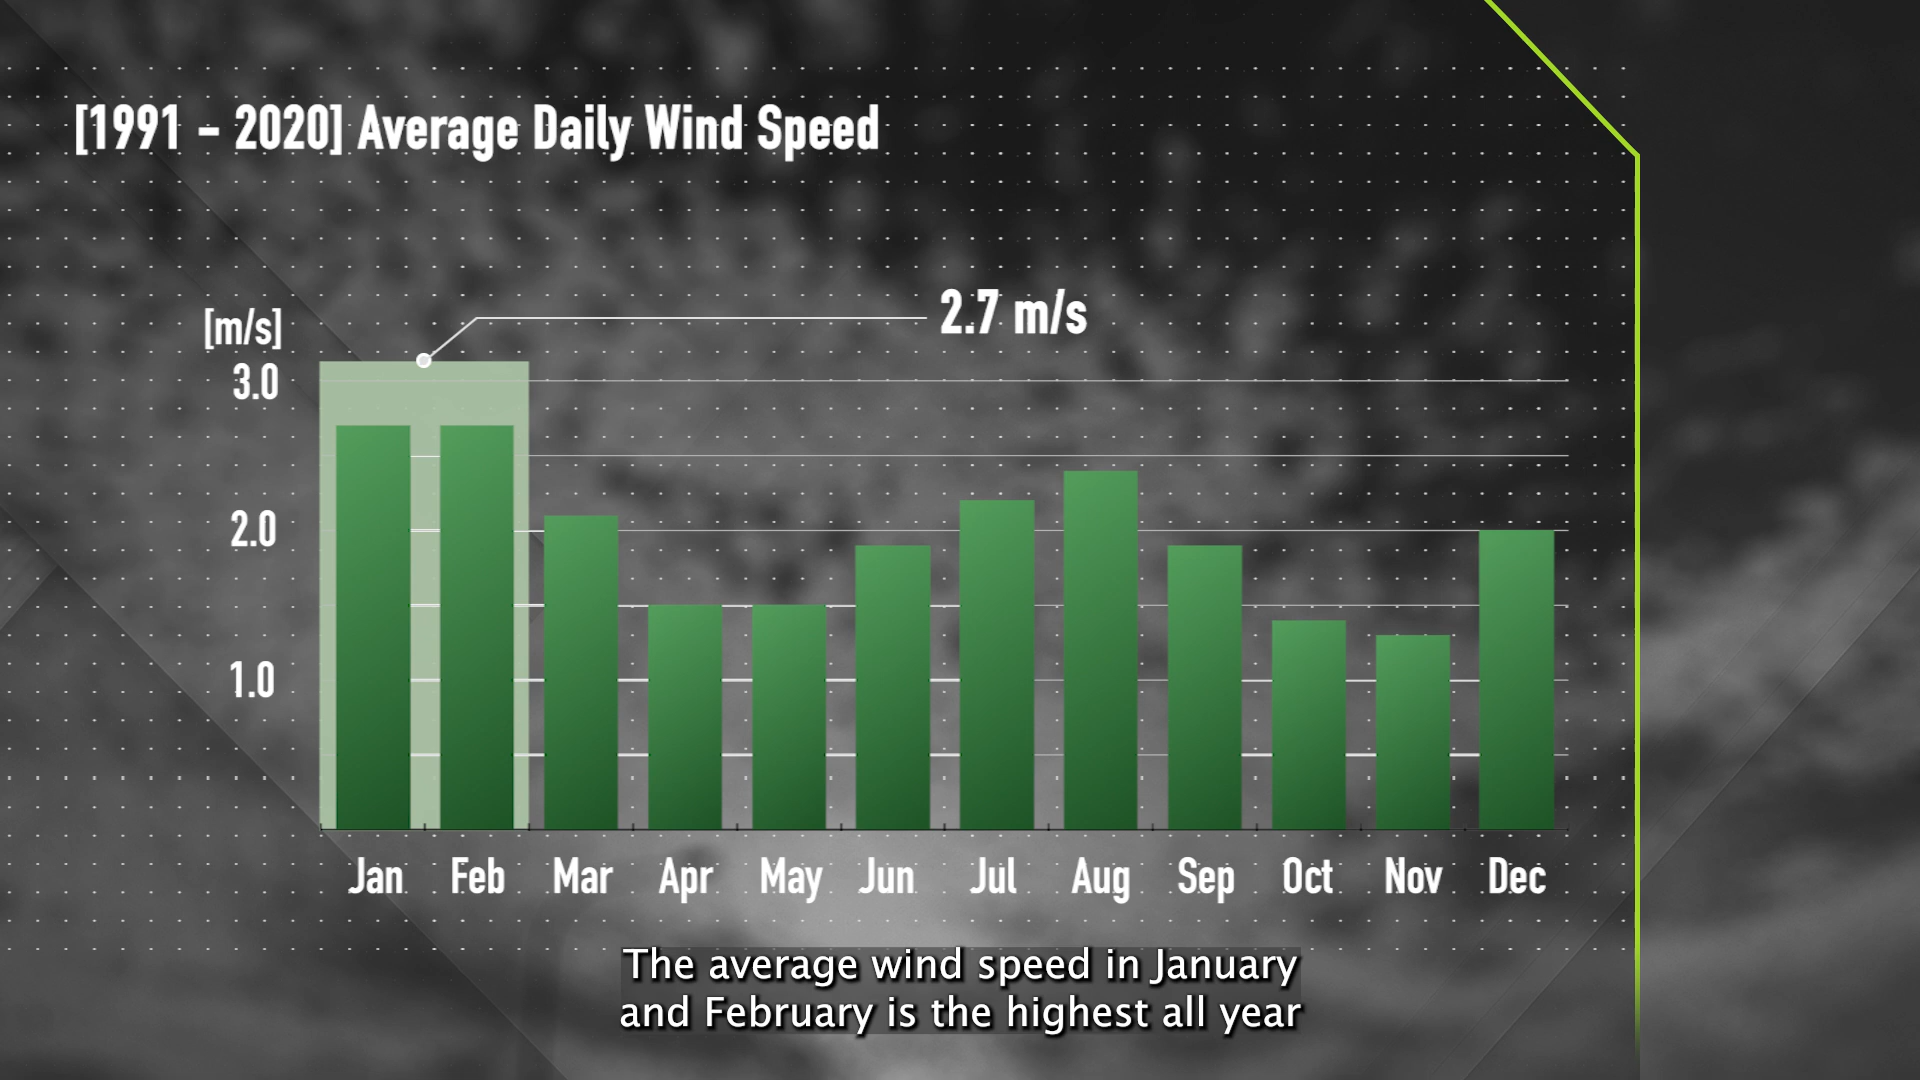 [1991 – 2020] Average Daily Wind Speed
2.7 m/s
[m/s]
3.0
2.0
1.0
Jan Feb Mar Apr May Jun Jul Aug Sep Oct Nov Dec
The average wind speed in January
and February is the highest all year